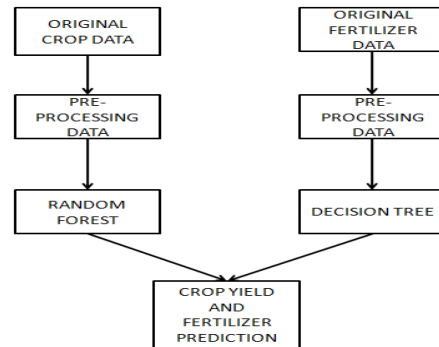 ORIGINAL
CROP DATA
ORIGINAL
FERTILIZER
DATA
PRE-
PROCESSING
DATA
PRE-
PROCESSING
DATA
RANDOM
FOREST
DECISION TREE
CROP YIELD
AND
FERTILIZER
PREDICTION